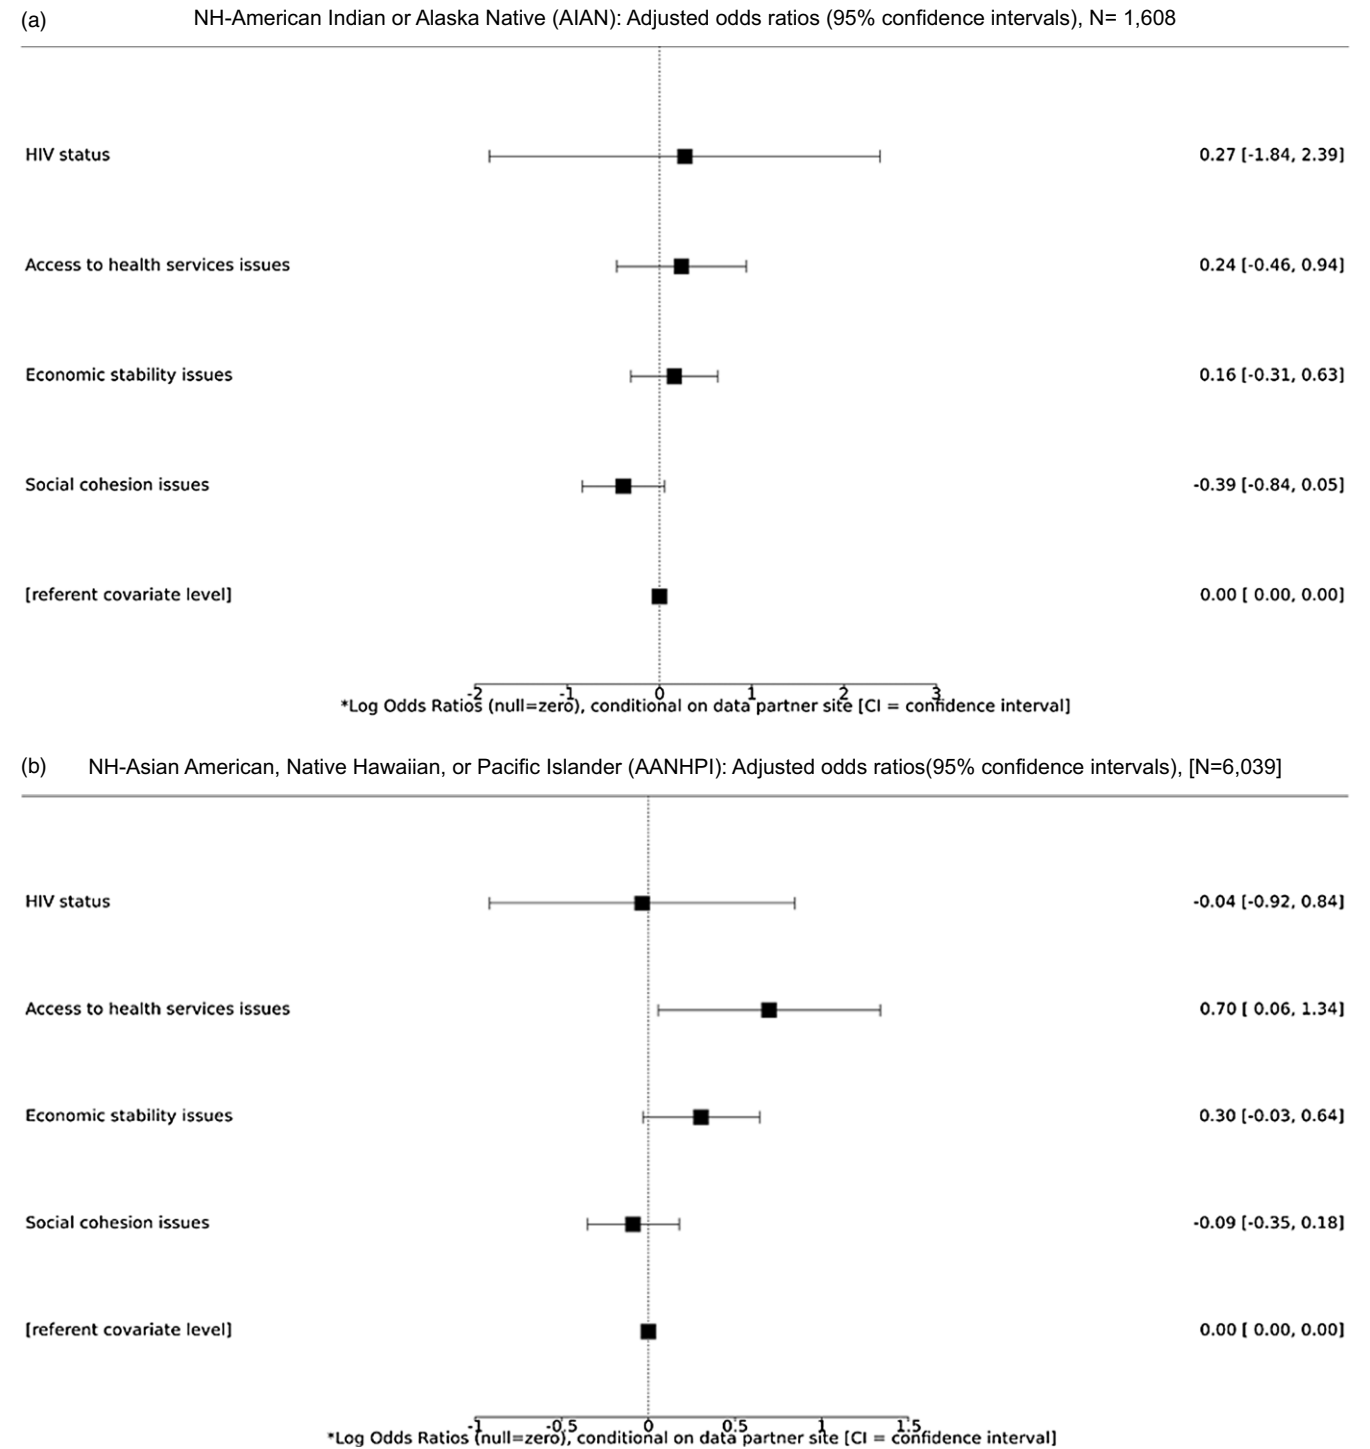 (a) NH-American Indian or Alaska Native (AIAN): Adjusted odds ratios (95% confidence intervals), N= 1,608
HIV status 0.27 [-1.84, 2.39]
Access to health services issues 0.24 [-0.46, 0.94]
Economic stability issues 0.16 [-0.31, 0.63]
Social cohesion issues -0.39 [-0.84, 0.05]
[referent covariate level] 0.00 [ 0.00, 0.00]
-2 -1 0 1 2 3
*Log Odds Ratios (null=zero), conditional on data partner site [CI = confidence interval]
(b) NH-Asian American, Native Hawaiian, or Pacific Islander (AANHPI): Adjusted odds ratios(95% confidence intervals), [N=6,039]
HIV status -0.04 [-0.92, 0.84]
Access to health services issues 0.70 [ 0.06, 1.34]
Economic stability issues 0.30 [-0.03, 0.64]
Social cohesion issues -0.09 [-0.35, 0.18]
[referent covariate level] 0.00 [ 0.00, 0.00]
-1 -0.5 0 0.5 1 1.5
*Log Odds Ratios (null=zero), conditional on data partner site [CI = confidence interval]